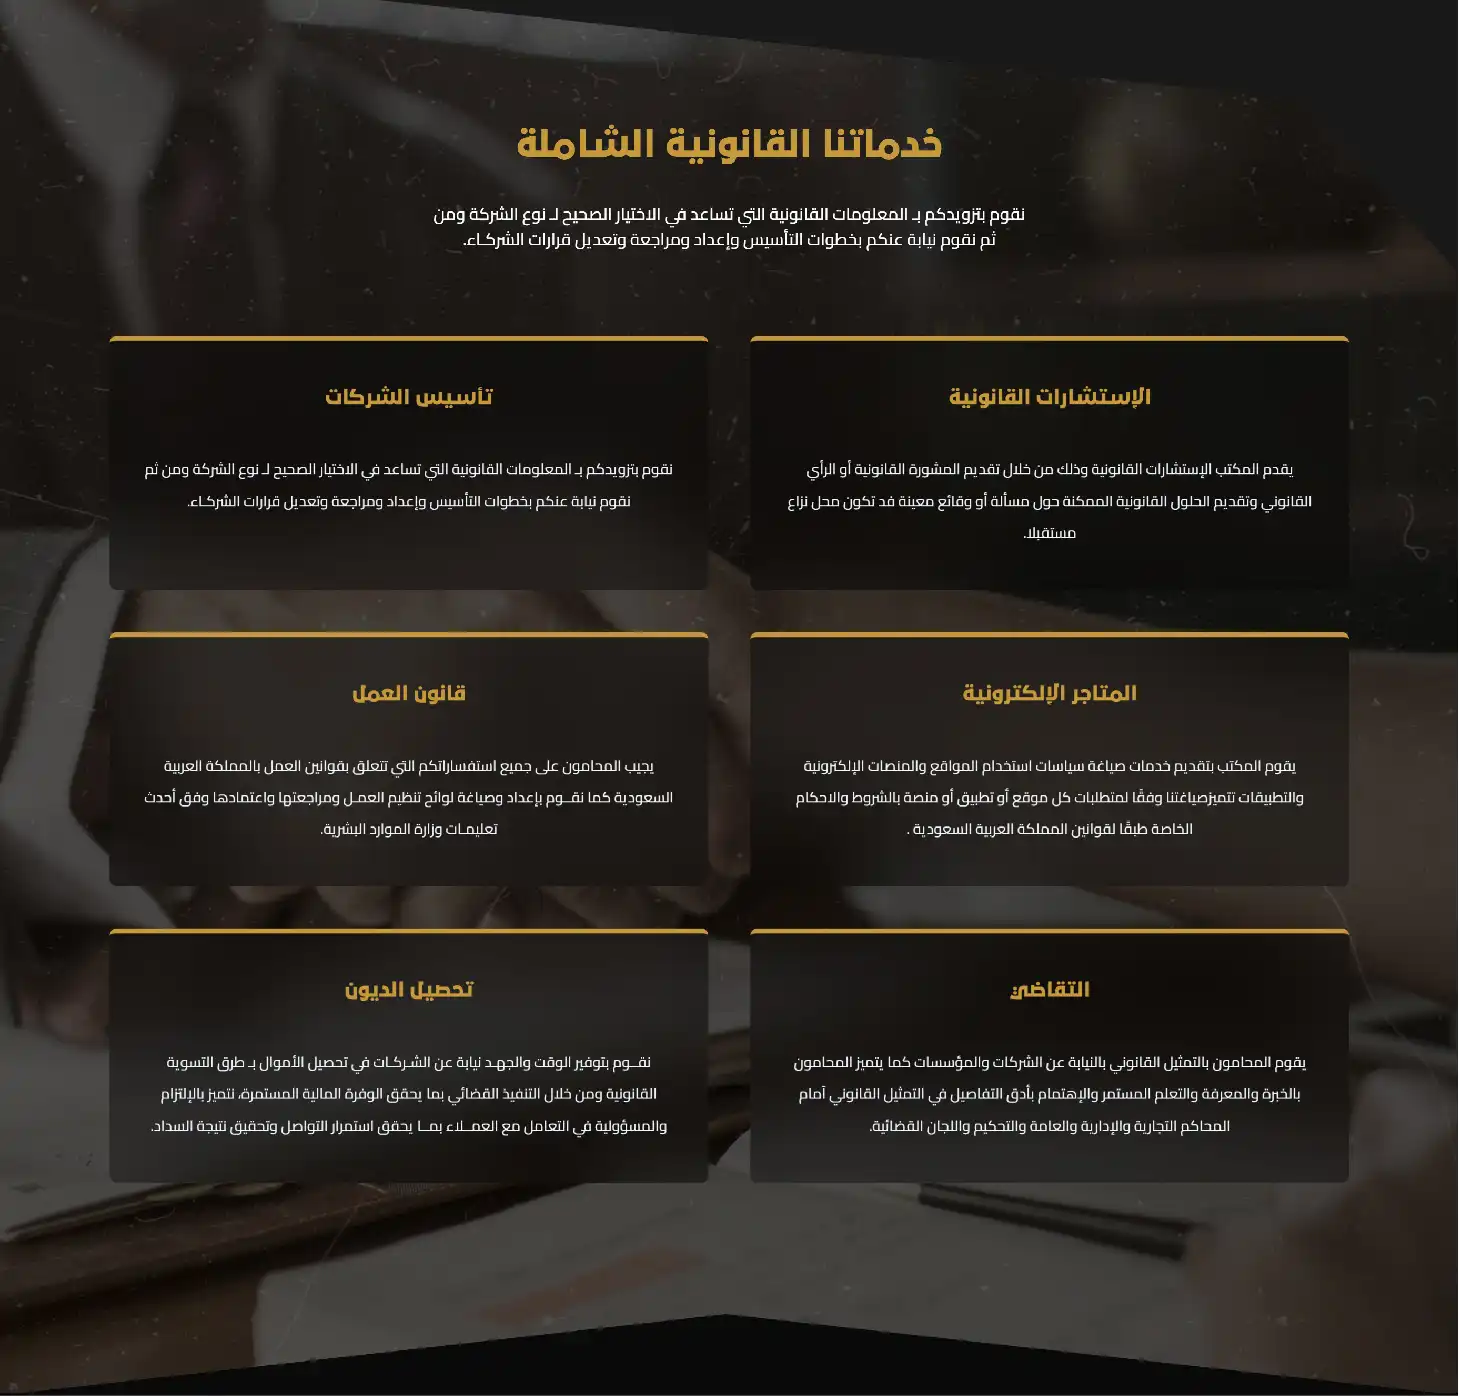 خدماتنا القانونية الشاملة
نقوم بتزويدكم بـ المعلومات القانونية التي تساعد في الاختيار الصحيح لـ نوع الشركة ومن
ثم نقوم نيابة عنكم بخطوات التأسيس وإعداد ومراجعة وتعديل قرارات الشركـاء.
الإستشارات القانونية
يقدم المكتب الإستشارات القانونية وذلك من خلال تقديم المشورة القانونية أو الرأي
القانوني وتقديم الحلول القانونية الممكنة حول مسألة أو وقائع معينة فد تكون محل نزاع
مستقبلا.
تأسيس الشركات
نقوم بتزويدكم بـ المعلومات القانونية التي تساعد في الاختيار الصحيح لـ نوع الشركة ومن ثم
نقوم نيابة عنكم بخطوات التأسيس وإعداد ومراجعة وتعديل قرارات الشركـاء.
المتاجر الإلكترونية
يقوم المكتب بتقديم خدمات صياغة سياسات استخدام المواقع والمنصات الإلكترونية
والتطبيقات تتميزصياغتنا وفقًا لمتطلبات كل موقع أو تطبيق أو منصة بالشروط والاحكام
الخاصة طبقًا لقوانين المملكة العربية السعودية .
قانون العمل
يجيب المحامون على جميع استفساراتكم التي تتعلق بقوانين العمل بالمملكة العربية
السعودية كما نقــوم بإعداد وصياغة لوائح تنظيم العمـل ومراجعتها واعتمادها وفق أحدث
تعليمـات وزارة الموارد البشرية.
التقاضي
يقوم المحامون بالتمثيل القانوني بالنيابة عن الشركات والمؤسسات كما يتميز المحامون
بالخبرة والمعرفة والتعلم المستمر والإهتمام بأدق التفاصيل في التمثيل القانوني أمام
المحاكم التجارية والإدارية والعامة والتحكيم واللجان القضائية.
تحصيل الديون
نقــوم بتوفير الوقت والجهـد نيابة عن الشـركـات في تحصيل الأموال بـ طرق التسوية
القانونية ومن خلال التنفيذ القضائي بما يحقق الوفرة المالية المستمرة، نتميز بالإلتزام
والمسؤولية في التعامل مع العمــلاء بمــا يحقق استمرار التواصل وتحقيق نتيجة السداد.